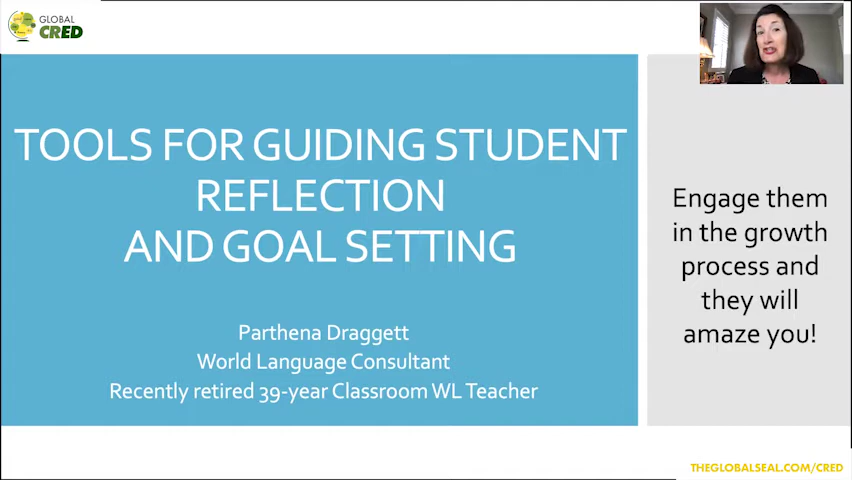 GLOBAL
CRED
TOOLS FOR GUIDING STUDENT
REFLECTION
AND GOAL SETTING
Parthena Draggett
World Language Consultant
Recently retired 39-year Classroom WL Teacher
Engage them
in the growth
process and
they will
amaze you!
THEGLOBALSEAL.COM/CRED